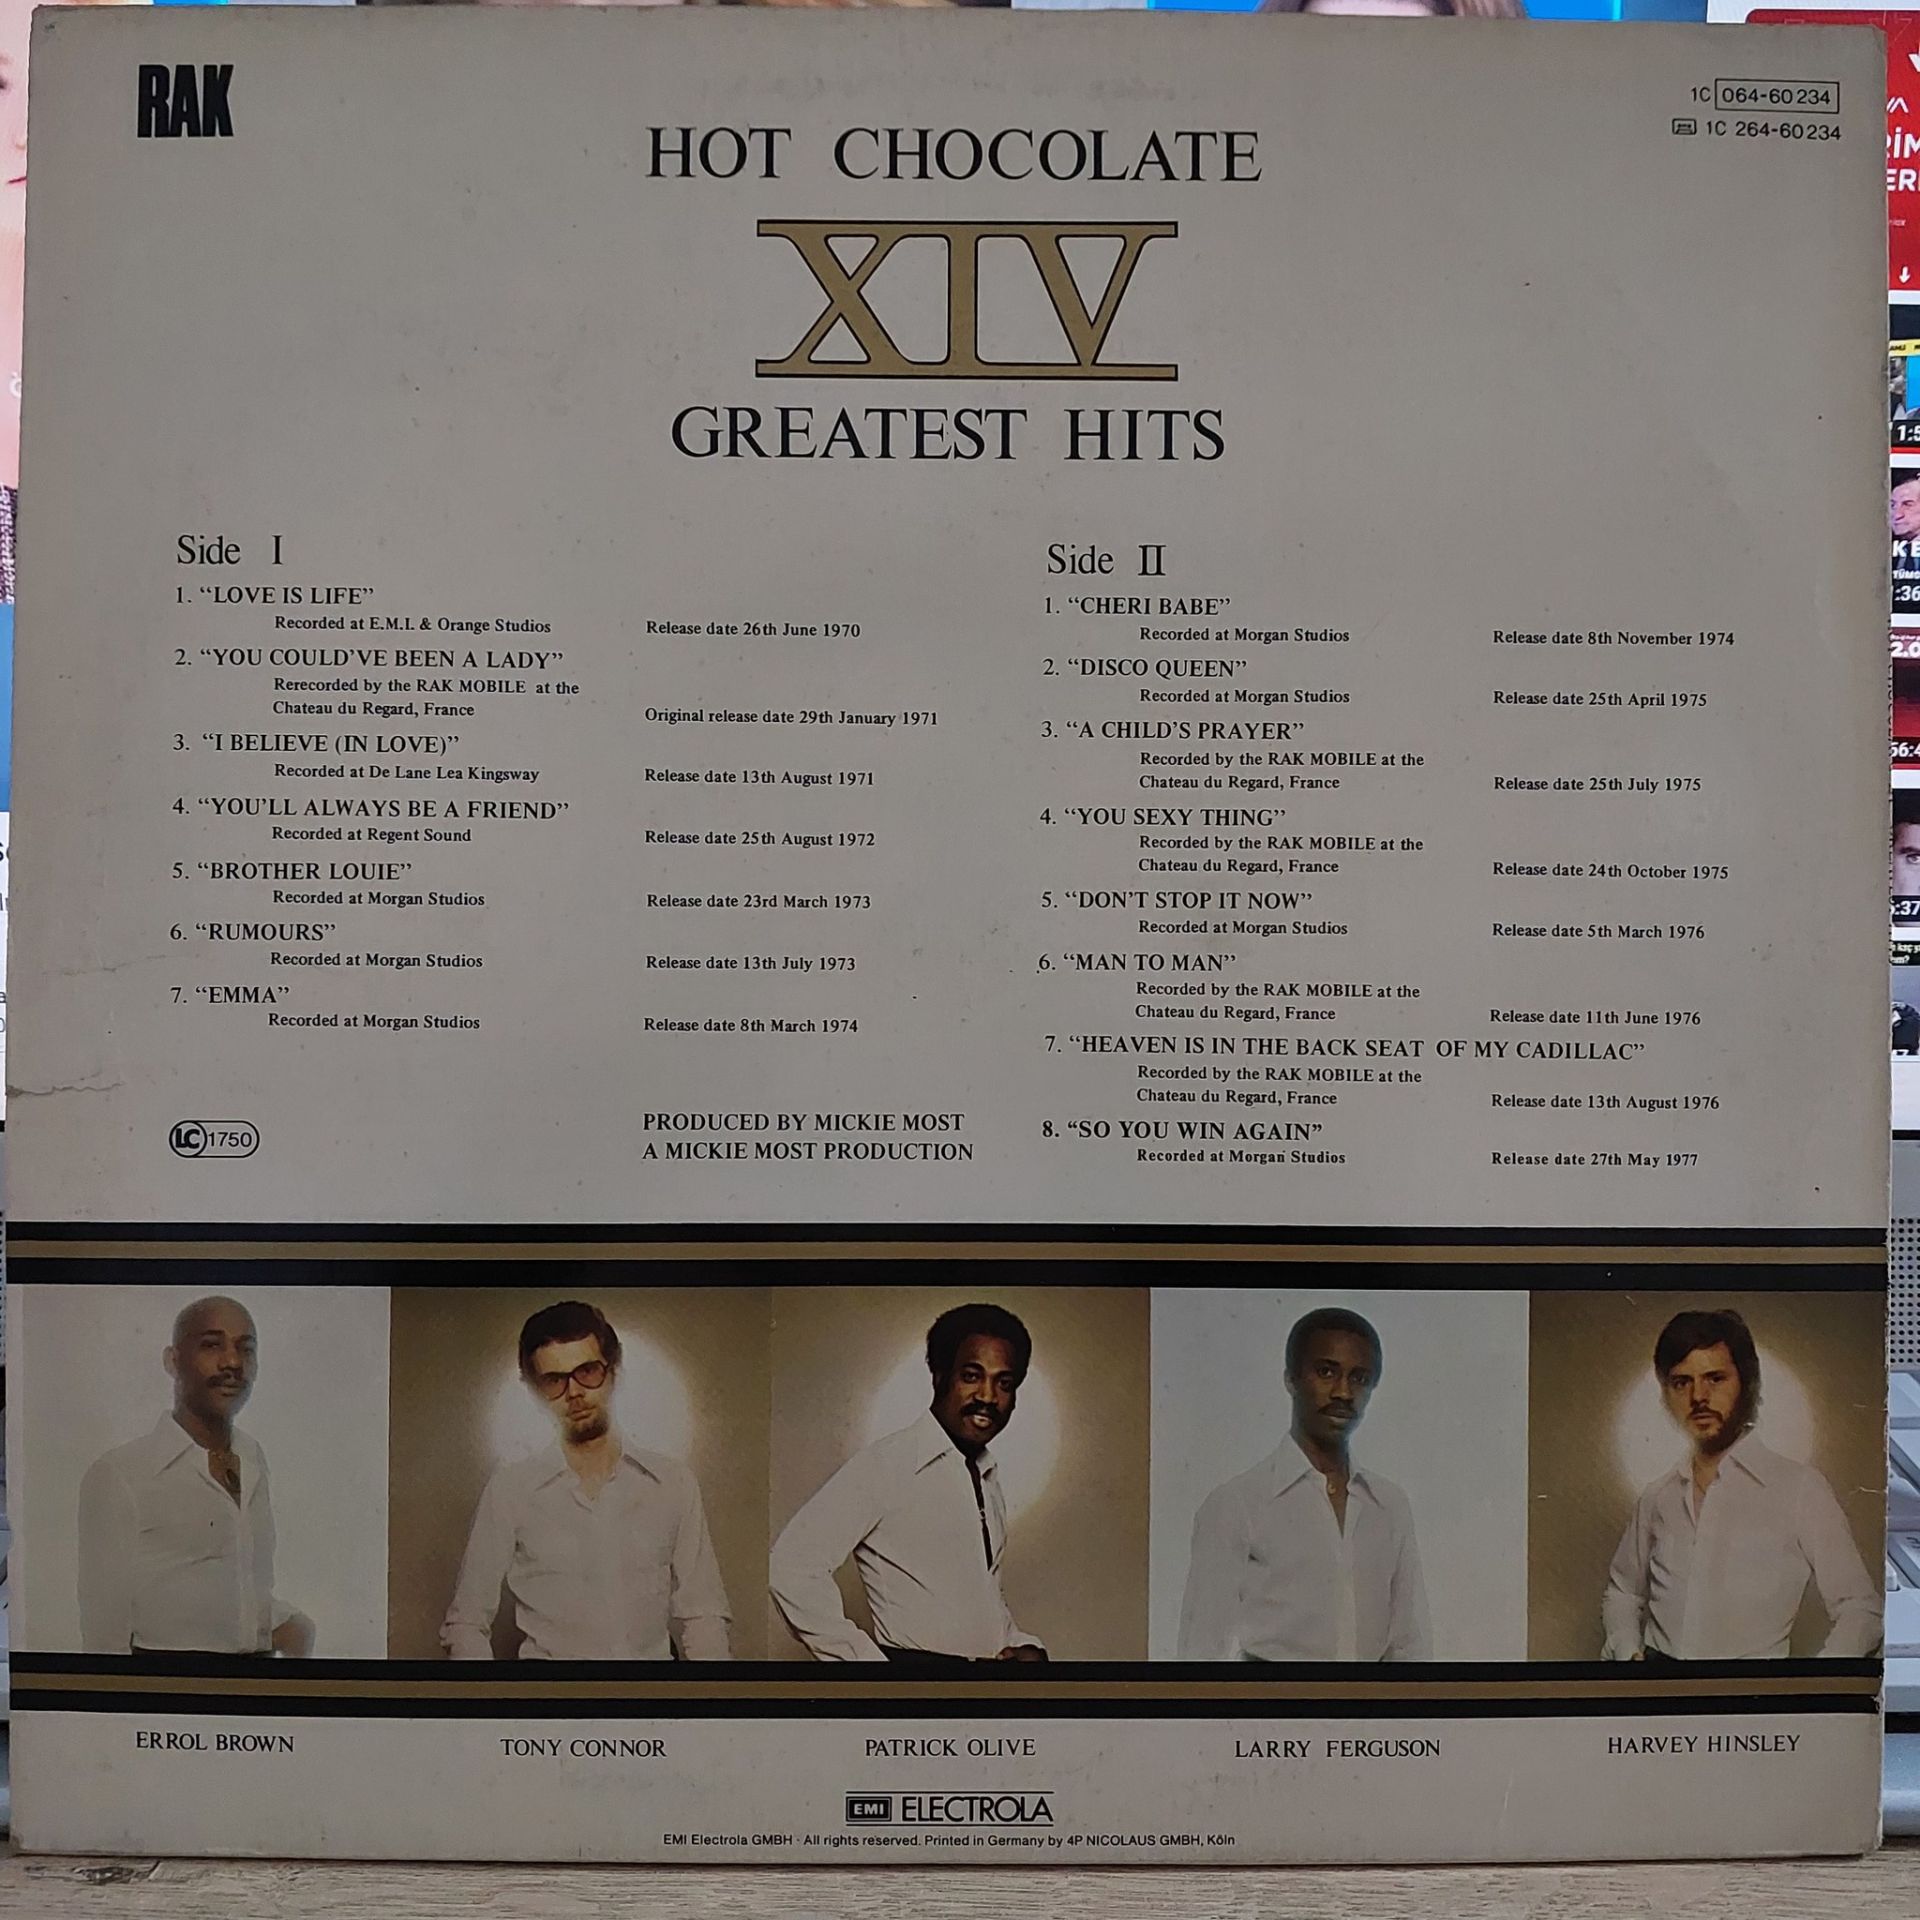 RAK
1C 064-60 234
1C 264-60 234
HOT CHOCOLATE
XIV
GREATEST HITS
Side I
1. “LOVE IS LIFE”
Recorded at E.M.I. & Orange Studios Release date 26th June 1970
2. “YOU COULD’VE BEEN A LADY”
Rerecorded by the RAK MOBILE at the
Chateau du Regard, France Original release date 29th January 1971
3. “I BELIEVE (IN LOVE)”
Recorded at De Lane Lea Kingsway Release date 13th August 1971
4. “YOU’LL ALWAYS BE A FRIEND”
Recorded at Regent Sound Release date 25th August 1972
5. “BROTHER LOUIE”
Recorded at Morgan Studios Release date 23rd March 1973
6. “RUMOURS”
Recorded at Morgan Studios Release date 13th July 1973
7. “EMMA”
Recorded at Morgan Studios Release date 8th March 1974
LC 1750
PRODUCED BY MICKIE MOST
A MICKIE MOST PRODUCTION
Side II
1. “CHERI BABE”
Recorded at Morgan Studios Release date 8th November 1974
2. “DISCO QUEEN”
Recorded at Morgan Studios Release date 25th April 1975
3. “A CHILD’S PRAYER”
Recorded by the RAK MOBILE at the
Chateau du Regard, France Release date 25th July 1975
4. “YOU SEXY THING”
Recorded by the RAK MOBILE at the
Chateau du Regard, France Release date 24th October 1975
5. “DON’T STOP IT NOW”
Recorded at Morgan Studios Release date 5th March 1976
6. “MAN TO MAN”
Recorded by the RAK MOBILE at the
Chateau du Regard, France Release date 11th June 1976
7. “HEAVEN IS IN THE BACK SEAT OF MY CADILLAC”
Recorded by the RAK MOBILE at the
Chateau du Regard, France Release date 13th August 1976
8. “SO YOU WIN AGAIN”
Recorded at Morgan Studios Release date 27th May 1977
ERROL BROWN TONY CONNOR PATRICK OLIVE LARRY FERGUSON HARVEY HINSLEY
EMI ELECTROLA
EMI Electrola GMBH · All rights reserved. Printed in Germany by 4P NICOLAUS GMBH, Köln